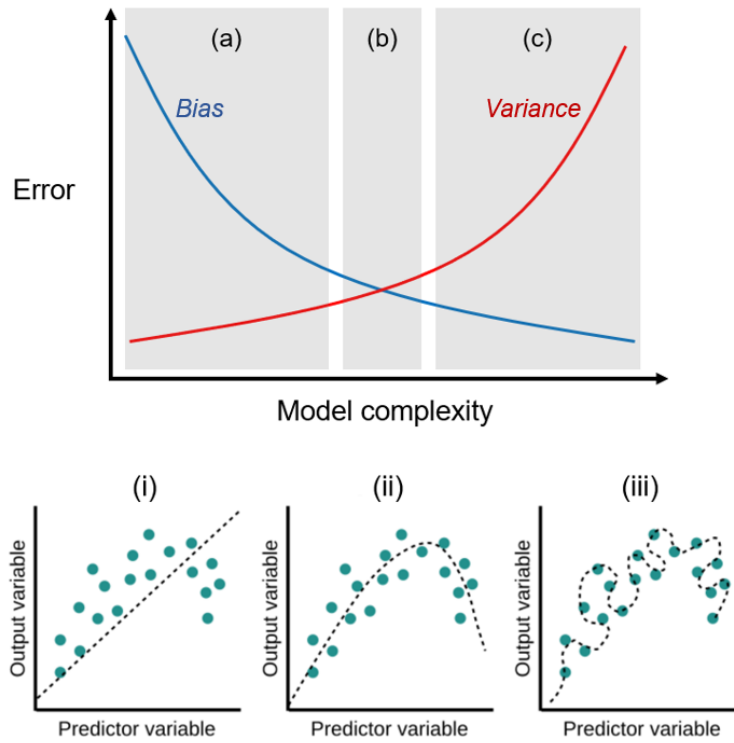 (a)
(b)
(c)
Bias
Variance
Error
Model complexity
(i)
(ii)
(iii)
Output variable
Output variable
Output variable
Predictor variable
Predictor variable
Predictor variable